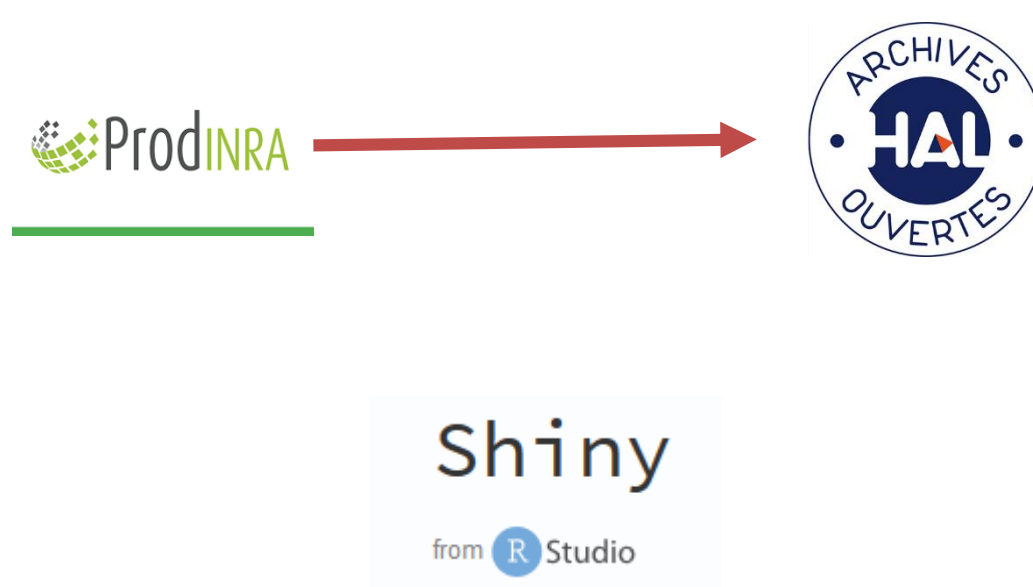 ProdINRA
ARCHIVES
HAL
OUVERTES
Shiny
from R Studio